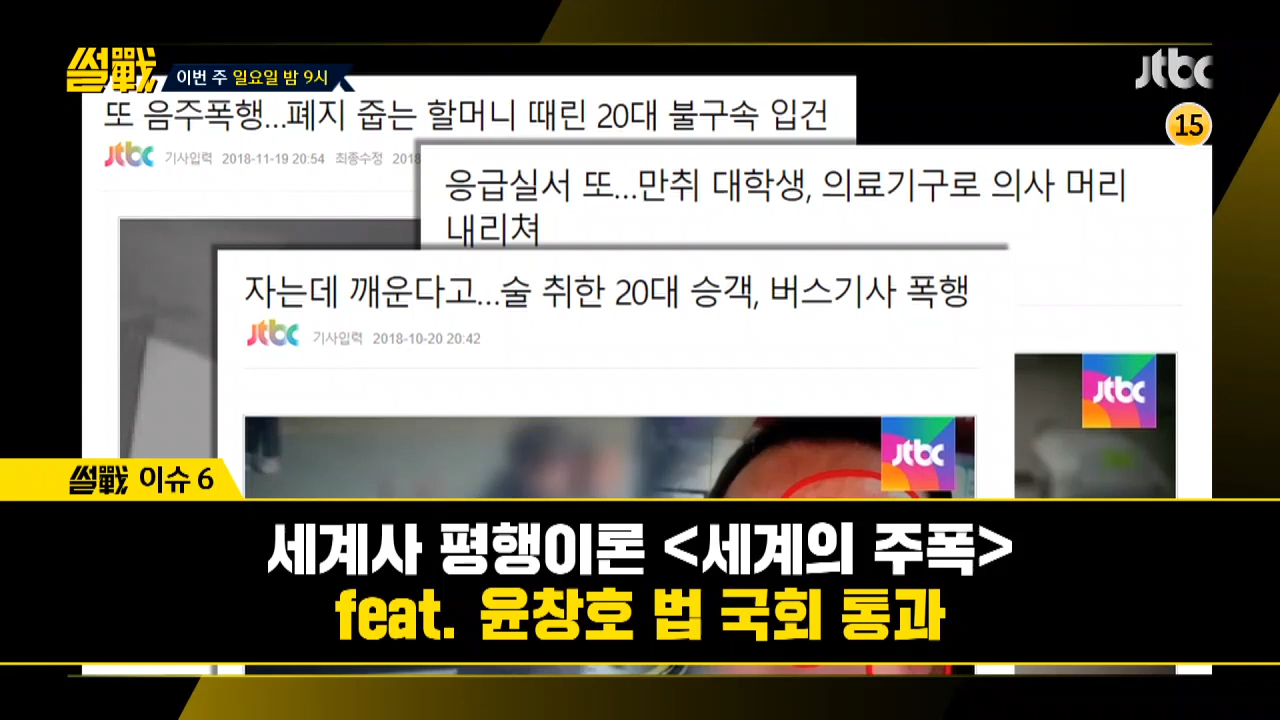 썰戰 이번 주 일요일 밤 9시
jtbc
15
또 음주폭행...폐지 줍는 할머니 때린 20대 불구속 입건
jtbc 기사입력 2018-11-19 20:54 최종수정 2018
응급실서 또...만취 대학생, 의료기구로 의사 머리
내리쳐
자는데 깨운다고...술 취한 20대 승객, 버스기사 폭행
jtbc 기사입력 2018-10-20 20:42
jtbc
jtbc
썰戰 이슈 6
세계사 평행이론 <세계의 주폭>
feat. 윤창호 법 국회 통과